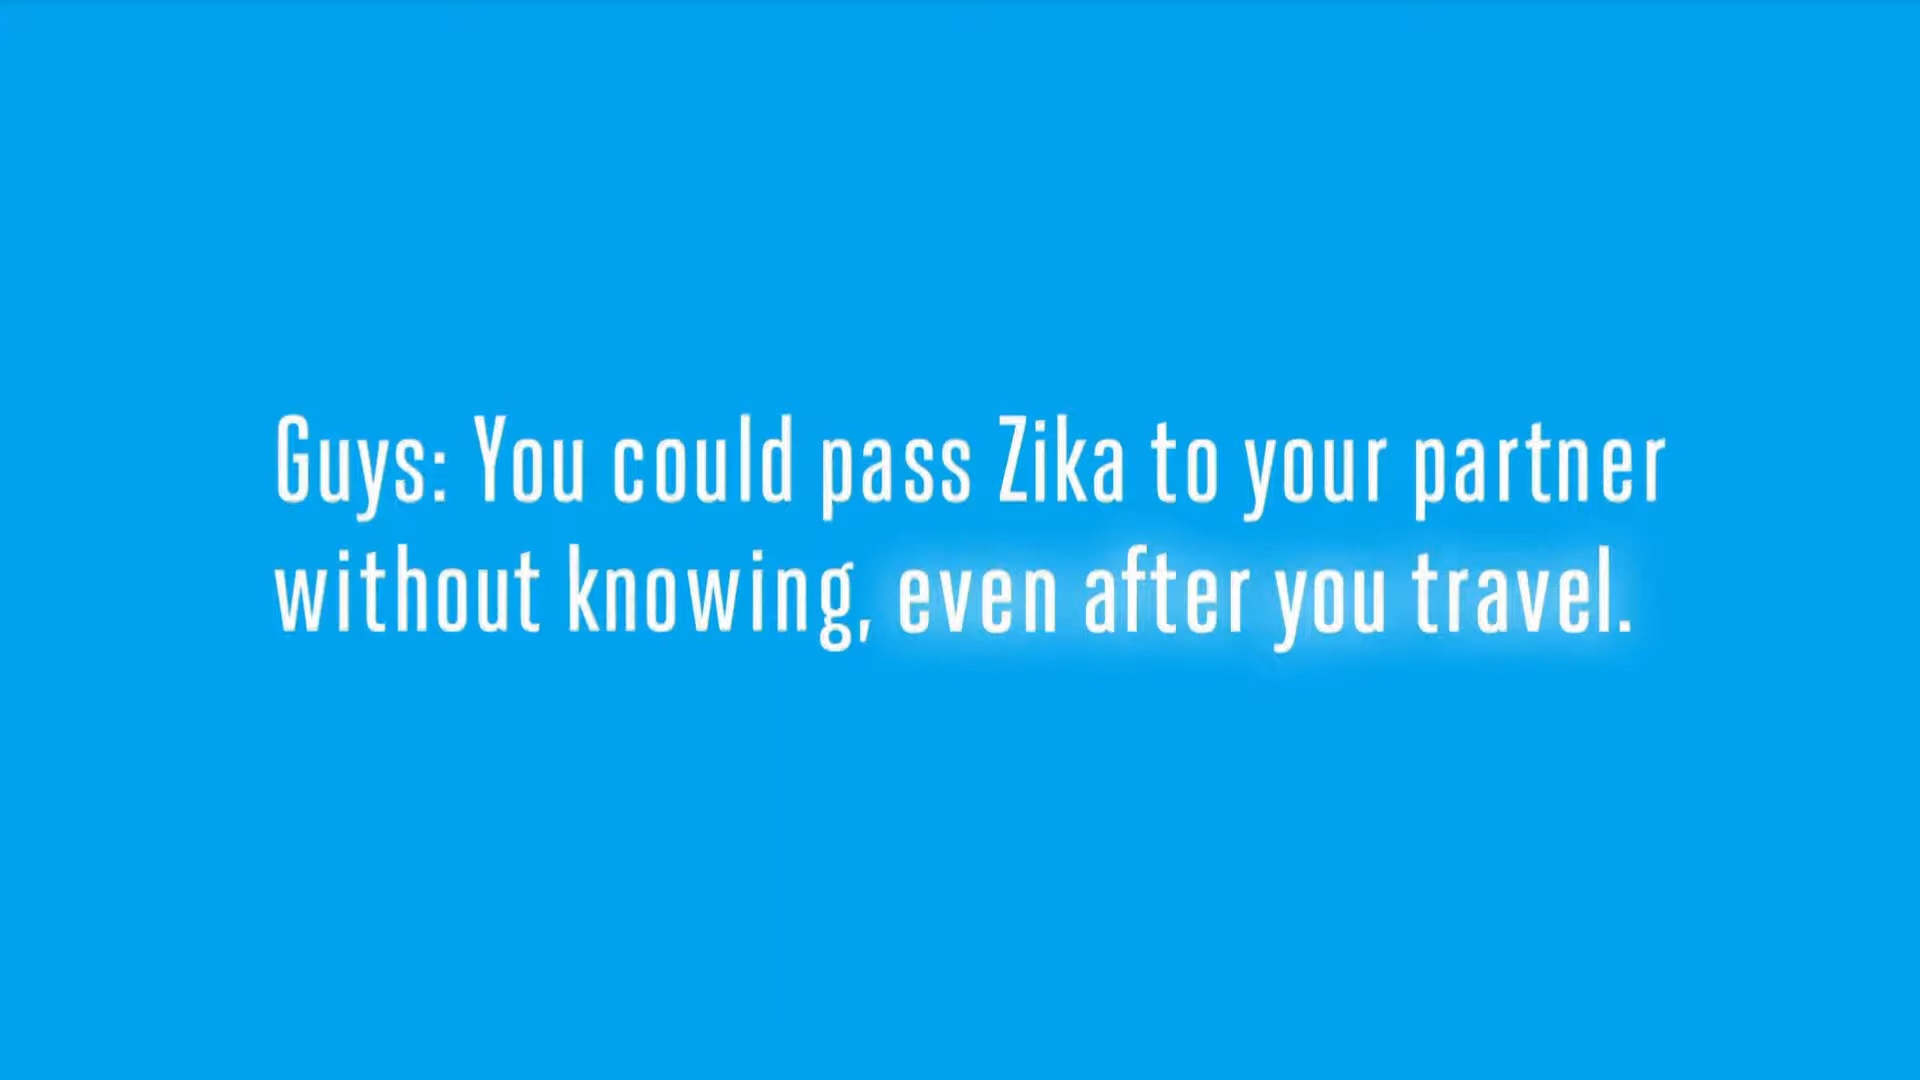 Guys: You could pass Zika to your partner
without knowing, even after you travel.